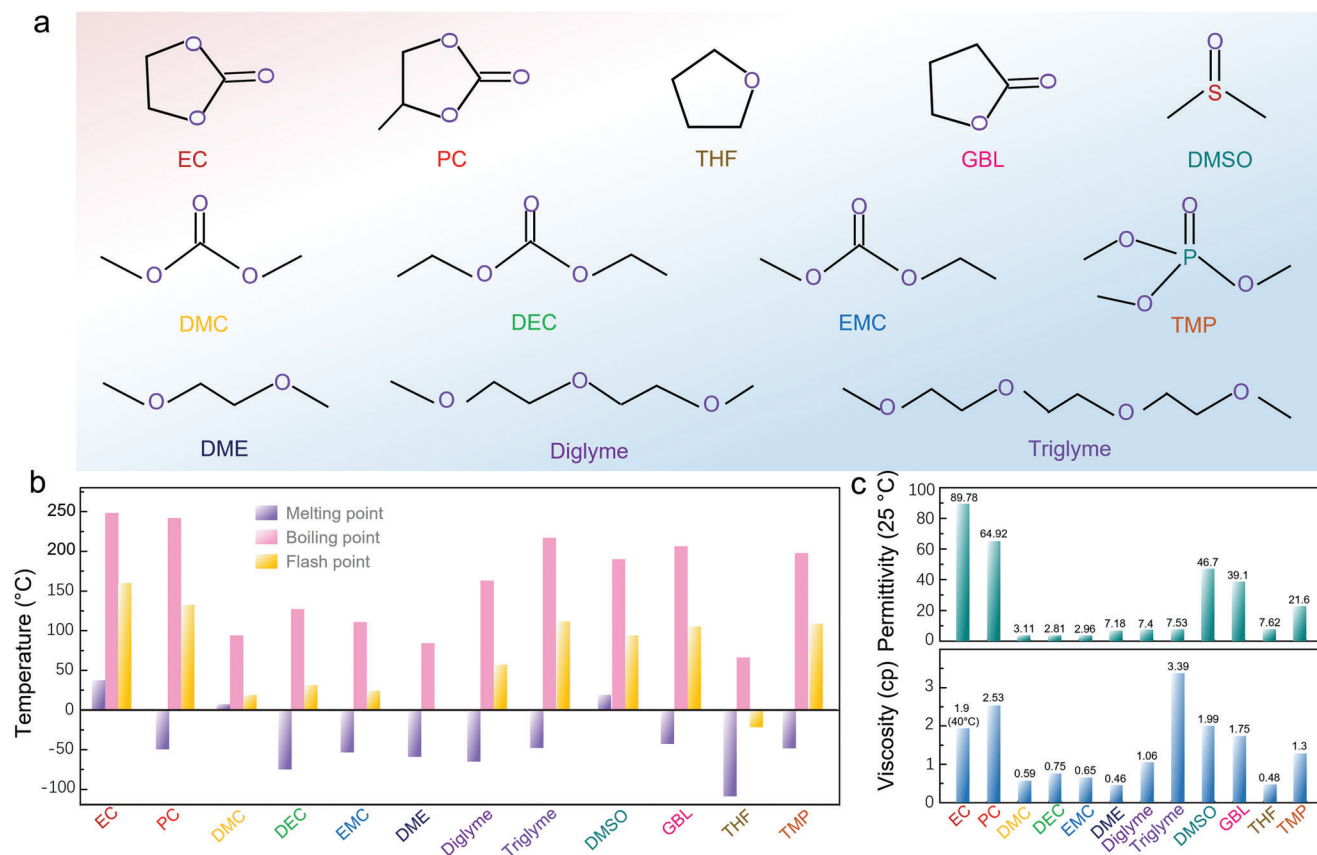 a
O
O
O
EC
O
O
O
PC
O
THF
O
O
GBL
O
S
DMSO
O
O
O
DMC
O
O
O
DEC
O
O
O
EMC
O
O
P
O
O
TMP
O
O
DME
O
O
O
Diglyme
O
O
O
O
Triglyme
b
Temperature (°C)
250
200
150
100
50
0
-50
-100
Melting point
Boiling point
Flash point
EC
PC
DMC
DEC
EMC
DME
Diglyme
Triglyme
DMSO
GBL
THF
TMP
c
Permittivity (25 °C)
100
80
60
40
20
0
89.78
64.92
3.11
2.81
2.96
7.18
7.4
7.53
46.7
39.1
7.62
21.6
Viscosity (cp)
3
2
1
0
1.9
(40°C)
2.53
0.59
0.75
0.65
0.46
1.06
3.39
1.99
1.75
0.48
1.3
EC
PC
DMC
DEC
EMC
DME
Diglyme
Triglyme
DMSO
GBL
THF
TMP